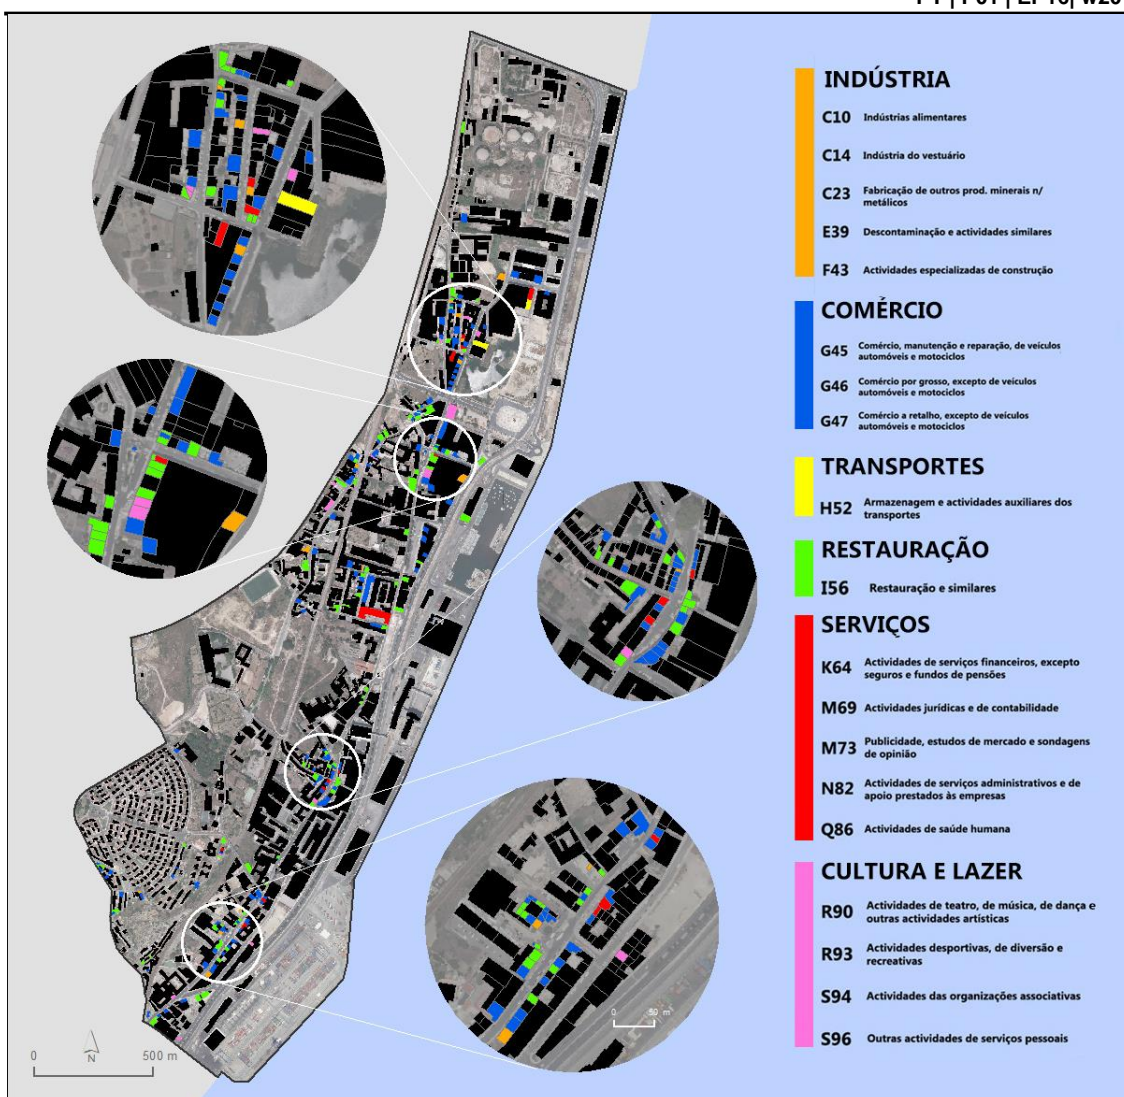 INDÚSTRIA
C10 Indústrias alimentares
C14 Indústria do vestuário
C23 Fabricação de outros prod. minerais n/
metálicos
E39 Descontaminação e actividades similares
F43 Actividades especializadas de construção
COMÉRCIO
G45 Comércio, manutenção e reparação, de veículos
automóveis e motociclos
G46 Comércio por grosso, excepto de veículos
automóveis e motociclos
G47 Comércio a retalho, excepto de veículos
automóveis e motociclos
TRANSPORTES
H52 Armazenagem e actividades auxiliares dos
transportes
RESTAURAÇÃO
I56 Restauração e similares
SERVIÇOS
K64 Actividades de serviços financeiros, excepto
seguros e fundos de pensões
M69 Actividades jurídicas e de contabilidade
M73 Publicidade, estudos de mercado e sondagens
de opinião
N82 Actividades de serviços administrativos e de
apoio prestados às empresas
Q86 Actividades de saúde humana
CULTURA E LAZER
R90 Actividades de teatro, de música, de dança e
outras actividades artísticas
R93 Actividades desportivas, de diversão e
recreativas
S94 Actividades das organizações associativas
S96 Outras actividades de serviços pessoais
0 50 m
0 N 500 m